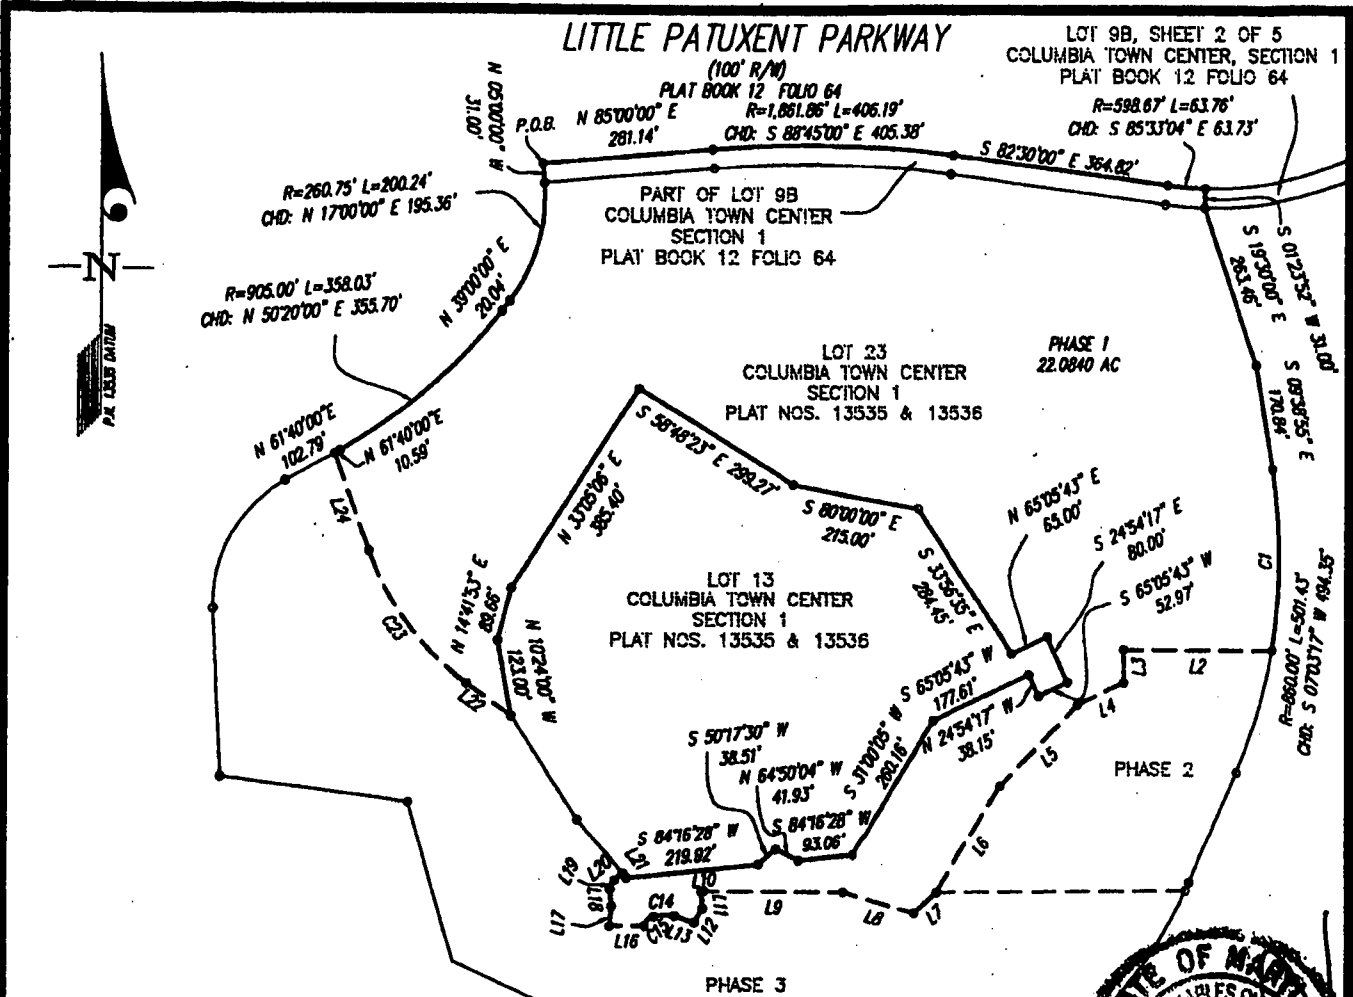 LITTLE PATUXENT PARKWAY
(100' R/W)
PLAT BOOK 12 FOLIO 64
LOT 9B, SHEET 2 OF 5
COLUMBIA TOWN CENTER, SECTION 1
PLAT BOOK 12 FOLIO 64
N 05°00'00" W
31.00'
P.O.B.
N 85°00'00" E
281.14'
R=1,861.86' L=406.19'
CHD: S 88°45'00" E 405.38'
R=598.67' L=63.76'
CHD: S 85°33'04" E 63.73'
S 82°30'00" E 364.82'
R=260.75' L=200.24'
CHD: N 17°00'00" E 195.36'
PART OF LOT 9B
COLUMBIA TOWN CENTER
SECTION 1
PLAT BOOK 12 FOLIO 64
S 01°23'52" W 31.00'
S 19°30'00" E
263.46'
N
P.N. 13535 DATUM
R=905.00' L=358.03'
CHD: N 50°20'00" E 355.70'
N 39°00'00" E
20.04'
LOT 23
COLUMBIA TOWN CENTER
SECTION 1
PLAT NOS. 13535 & 13536
PHASE 1
22.0840 AC
S 09°38'55" E
170.84'
N 61°40'00"E
102.79'
N 61°40'00"E
10.59'
L24
S 58°48'23" E 299.27'
N 33°05'06" E
385.40'
S 80°00'00" E
215.00'
N 65°05'43" E
65.00'
S 24°54'17" E
80.00'
S 65°05'43" W
52.97'
S 33°56'35" E
284.45'
C1
R=860.00' L=501.43'
CHD: S 07°03'17" W 494.35'
LOT 13
COLUMBIA TOWN CENTER
SECTION 1
PLAT NOS. 13535 & 13536
N 14°41'53" E
89.66'
C23
L22
N 10°24'00" W
123.00'
S 65°05'43" W
177.61'
N 24°54'17" W
38.15'
L3
L2
L4
L5
L6
PHASE 2
S 50°17'30" W
38.51'
N 64°50'04" W
41.93'
S 31°00'05" W
260.16'
S 84°16'28" W
93.06'
S 84°16'28" W
219.92'
L21
L20
L19
L18
L17
L16
C15
C14
L13
L12
L11
L10
L9
L8
L7
PHASE 3
OF